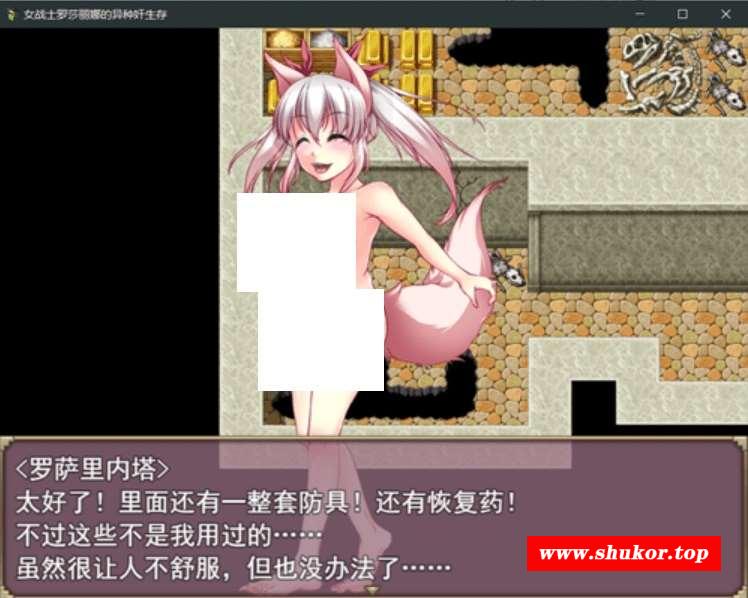 女战士罗莎丽娜的异种奸生存
<罗萨里内塔>
太好了！里面还有一整套防具！还有恢复药！
不过这些不是我用过的……
虽然很让人不舒服，但也没办法了……
www.shukor.top